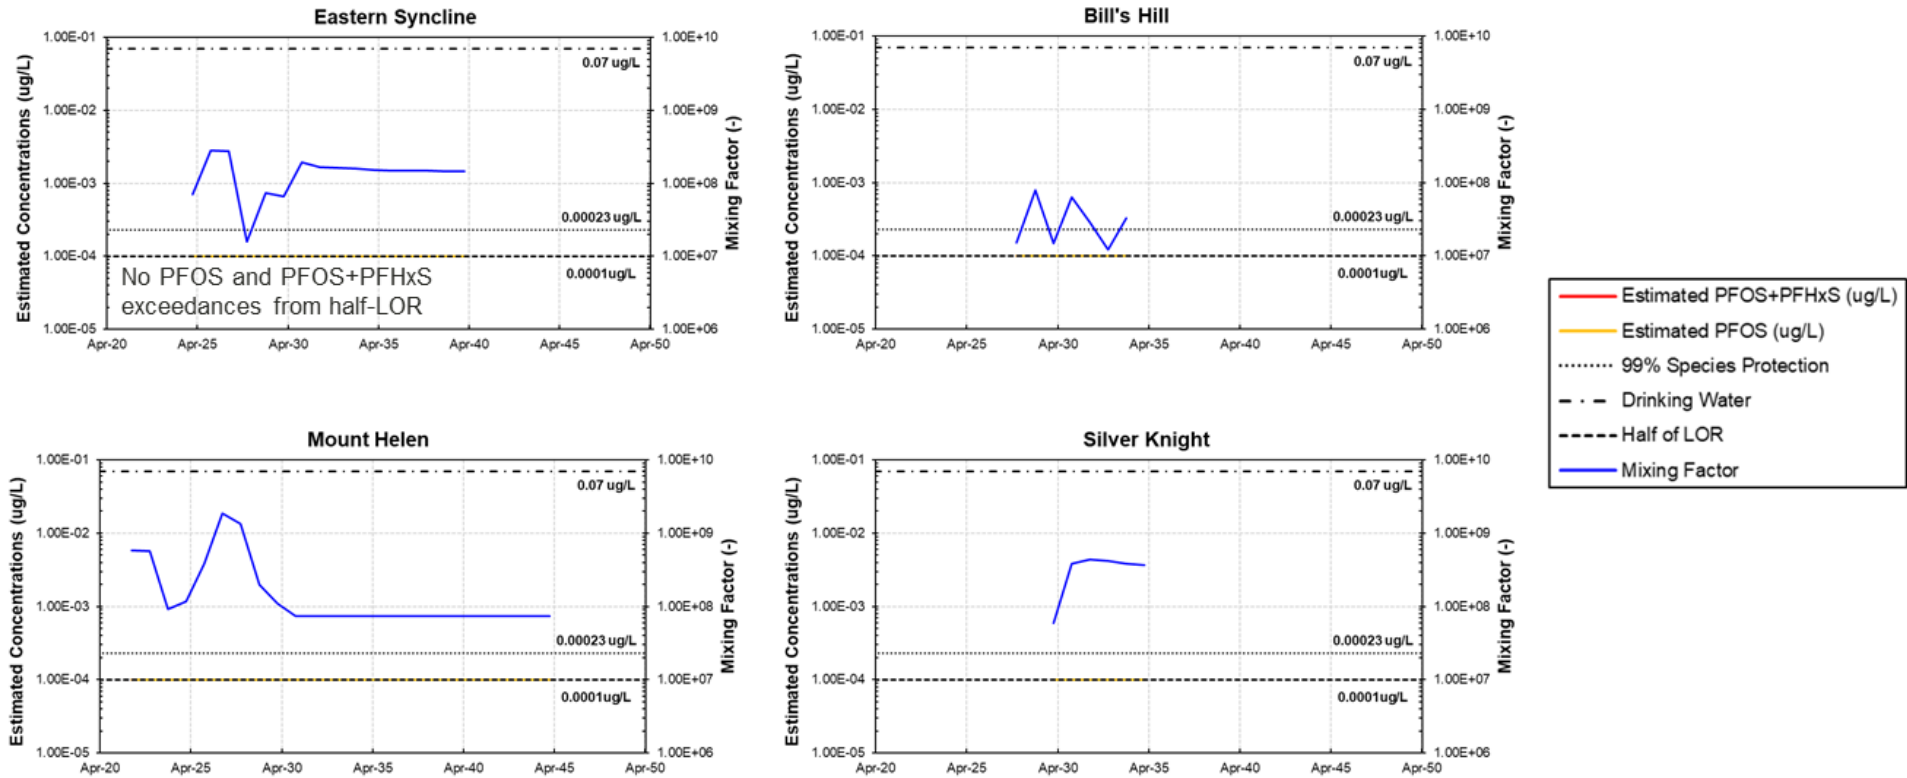 Eastern Syncline
Estimated Concentrations (ug/L)
1.00E-01
1.00E-02
1.00E-03
1.00E-04
1.00E-05
0.07 ug/L
0.00023 ug/L
0.0001ug/L
No PFOS and PFOS+PFHxS
exceedances from half-LOR
1.00E+10
1.00E+09
1.00E+08
1.00E+07
1.00E+06
Mixing Factor (-)
Apr-20 Apr-25 Apr-30 Apr-35 Apr-40 Apr-45 Apr-50
Bill's Hill
Estimated Concentrations (ug/L)
1.00E-01
1.00E-02
1.00E-03
1.00E-04
1.00E-05
0.07 ug/L
0.00023 ug/L
0.0001ug/L
1.00E+10
1.00E+09
1.00E+08
1.00E+07
1.00E+06
Mixing Factor (-)
Apr-20 Apr-25 Apr-30 Apr-35 Apr-40 Apr-45 Apr-50
Estimated PFOS+PFHxS (ug/L)
Estimated PFOS (ug/L)
99% Species Protection
Drinking Water
Half of LOR
Mixing Factor
Mount Helen
Estimated Concentrations (ug/L)
1.00E-01
1.00E-02
1.00E-03
1.00E-04
1.00E-05
0.07 ug/L
0.00023 ug/L
0.0001ug/L
1.00E+10
1.00E+09
1.00E+08
1.00E+07
1.00E+06
Mixing Factor (-)
Apr-20 Apr-25 Apr-30 Apr-35 Apr-40 Apr-45 Apr-50
Silver Knight
Estimated Concentrations (ug/L)
1.00E-01
1.00E-02
1.00E-03
1.00E-04
1.00E-05
0.07 ug/L
0.00023 ug/L
0.0001ug/L
1.00E+10
1.00E+09
1.00E+08
1.00E+07
1.00E+06
Mixing Factor (-)
Apr-20 Apr-25 Apr-30 Apr-35 Apr-40 Apr-45 Apr-50